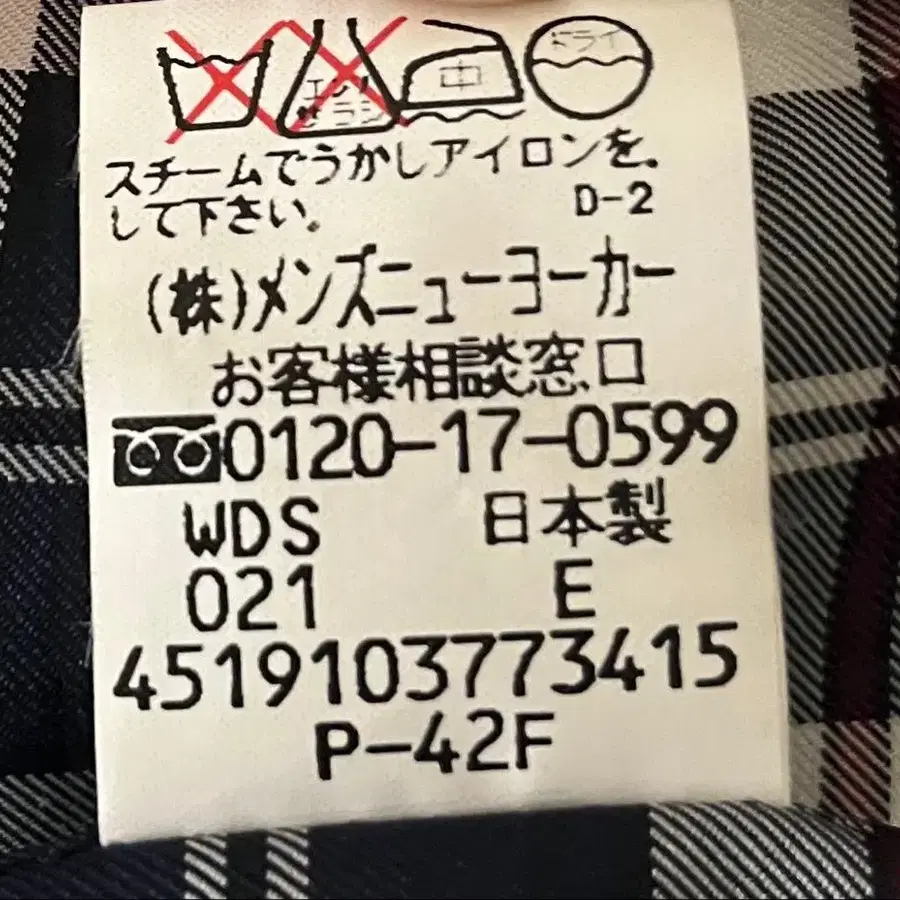 エンソ サラシ 中 ドライ
スチームでうかしアイロンを
して下さい。 D-2
(株)メンズニューヨーカー
お客様相談窓口
0120-17-0599
WDS 日本製
021 E
4519103773415
P-42F